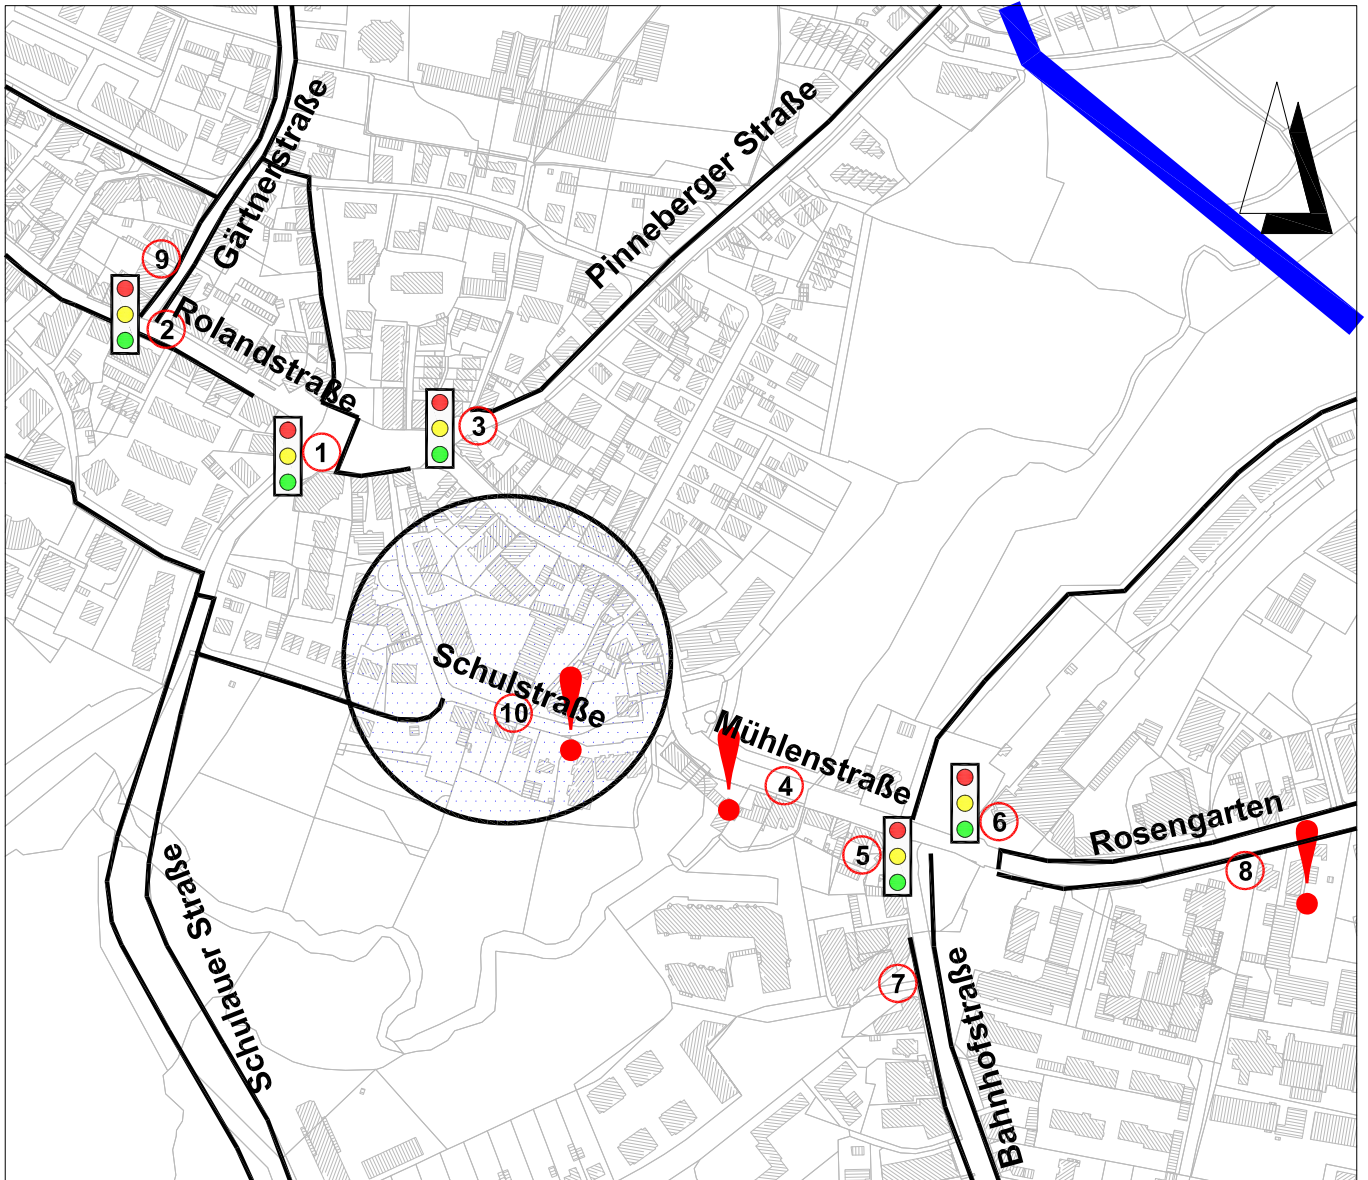 Gärtnerstraße
Pinneberger Straße
9
2
Rolandstraße
3
1
Schulstraße
10
Mühlenstraße
4
6
Rosengarten
5
8
Schulauer Straße
7
Bahnhofstraße